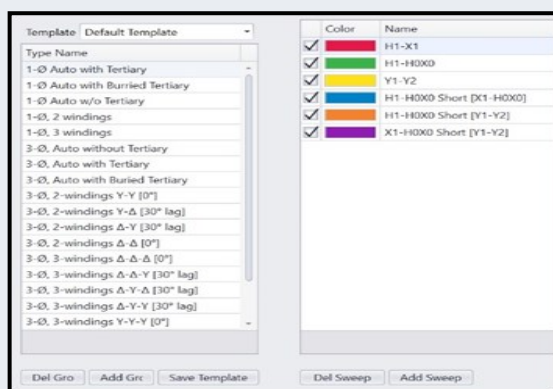 Template Default Template
Type Name
1-Ø Auto with Tertiary
1-Ø Auto with Burried Tertiary
1-Ø Auto w/o Tertiary
1-Ø, 2 windings
1-Ø, 3 windings
3-Ø, Auto without Tertiary
3-Ø, Auto with Tertiary
3-Ø, Auto with Buried Tertiary
3-Ø, 2-windings Y-Y [0°]
3-Ø, 2-windings Y-Δ [30° lag]
3-Ø, 2-windings Δ-Y [30° lag]
3-Ø, 2-windings Δ-Δ [0°]
3-Ø, 3-windings Δ-Δ-Δ [0°]
3-Ø, 3-windings Δ-Δ-Y [30° lag]
3-Ø, 3-windings Δ-Y-Δ [30° lag]
3-Ø, 3-windings Δ-Y-Y [30° lag]
3-Ø, 3-windings Y-Y-Y [0°]
Del Gro Add Grc Save Template
Color Name
H1-X1
H1-H0X0
Y1-Y2
H1-H0X0 Short [X1-H0X0]
H1-H0X0 Short [Y1-Y2]
X1-H0X0 Short [Y1-Y2]
Del Sweep Add Sweep